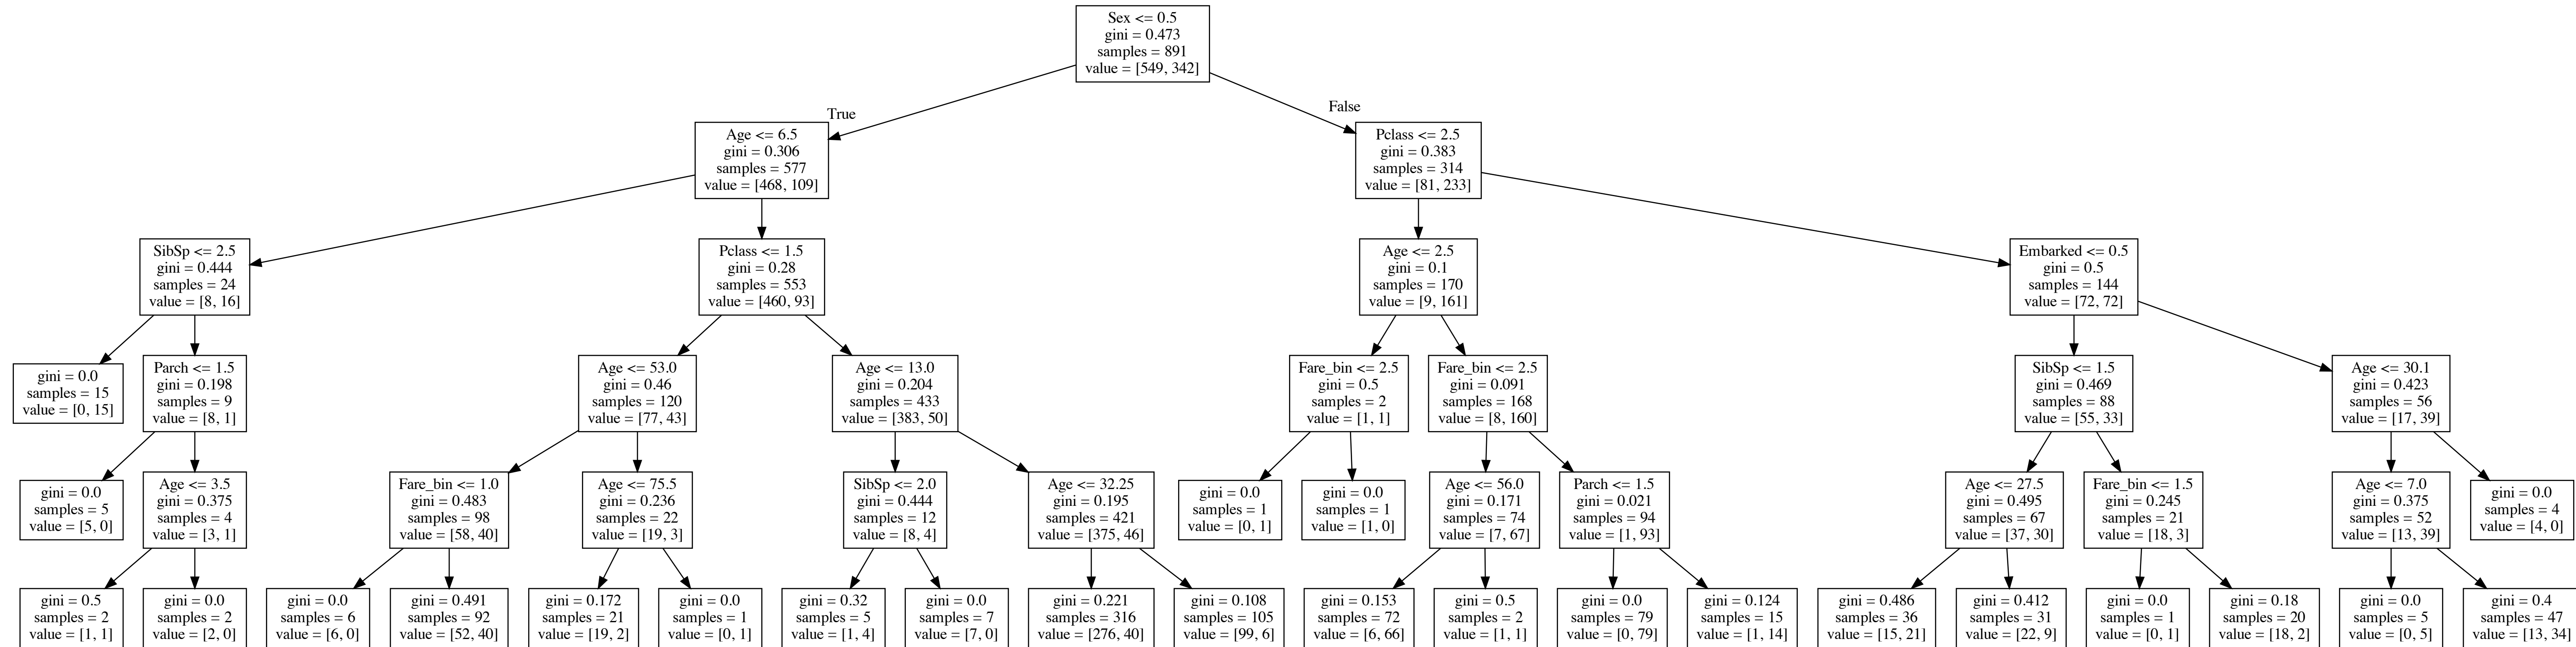 Sex <= 0.5
gini = 0.473
samples = 891
value = [549, 342]
True
False
Age <= 6.5
gini = 0.306
samples = 577
value = [468, 109]
Pclass <= 2.5
gini = 0.383
samples = 314
value = [81, 233]
SibSp <= 2.5
gini = 0.444
samples = 24
value = [8, 16]
Pclass <= 1.5
gini = 0.28
samples = 553
value = [460, 93]
Age <= 2.5
gini = 0.1
samples = 170
value = [9, 161]
Embarked <= 0.5
gini = 0.5
samples = 144
value = [72, 72]
gini = 0.0
samples = 15
value = [0, 15]
Parch <= 1.5
gini = 0.198
samples = 9
value = [8, 1]
Age <= 53.0
gini = 0.46
samples = 120
value = [77, 43]
Age <= 13.0
gini = 0.204
samples = 433
value = [383, 50]
Fare_bin <= 2.5
gini = 0.5
samples = 2
value = [1, 1]
Fare_bin <= 2.5
gini = 0.091
samples = 168
value = [8, 160]
SibSp <= 1.5
gini = 0.469
samples = 88
value = [55, 33]
Age <= 30.1
gini = 0.423
samples = 56
value = [17, 39]
gini = 0.0
samples = 5
value = [5, 0]
Age <= 3.5
gini = 0.375
samples = 4
value = [3, 1]
Fare_bin <= 1.0
gini = 0.483
samples = 98
value = [58, 40]
Age <= 75.5
gini = 0.236
samples = 22
value = [19, 3]
SibSp <= 2.0
gini = 0.444
samples = 12
value = [8, 4]
Age <= 32.25
gini = 0.195
samples = 421
value = [375, 46]
gini = 0.0
samples = 1
value = [0, 1]
gini = 0.0
samples = 1
value = [1, 0]
Age <= 56.0
gini = 0.171
samples = 74
value = [7, 67]
Parch <= 1.5
gini = 0.021
samples = 94
value = [1, 93]
Age <= 27.5
gini = 0.495
samples = 67
value = [37, 30]
Fare_bin <= 1.5
gini = 0.245
samples = 21
value = [18, 3]
Age <= 7.0
gini = 0.375
samples = 52
value = [13, 39]
gini = 0.0
samples = 4
value = [4, 0]
gini = 0.5
samples = 2
value = [1, 1]
gini = 0.0
samples = 2
value = [2, 0]
gini = 0.0
samples = 6
value = [6, 0]
gini = 0.491
samples = 92
value = [52, 40]
gini = 0.172
samples = 21
value = [19, 2]
gini = 0.0
samples = 1
value = [0, 1]
gini = 0.32
samples = 5
value = [1, 4]
gini = 0.0
samples = 7
value = [7, 0]
gini = 0.221
samples = 316
value = [276, 40]
gini = 0.108
samples = 105
value = [99, 6]
gini = 0.153
samples = 72
value = [6, 66]
gini = 0.5
samples = 2
value = [1, 1]
gini = 0.0
samples = 79
value = [0, 79]
gini = 0.124
samples = 15
value = [1, 14]
gini = 0.486
samples = 36
value = [15, 21]
gini = 0.412
samples = 31
value = [22, 9]
gini = 0.0
samples = 1
value = [0, 1]
gini = 0.18
samples = 20
value = [18, 2]
gini = 0.0
samples = 5
value = [0, 5]
gini = 0.4
samples = 47
value = [13, 34]